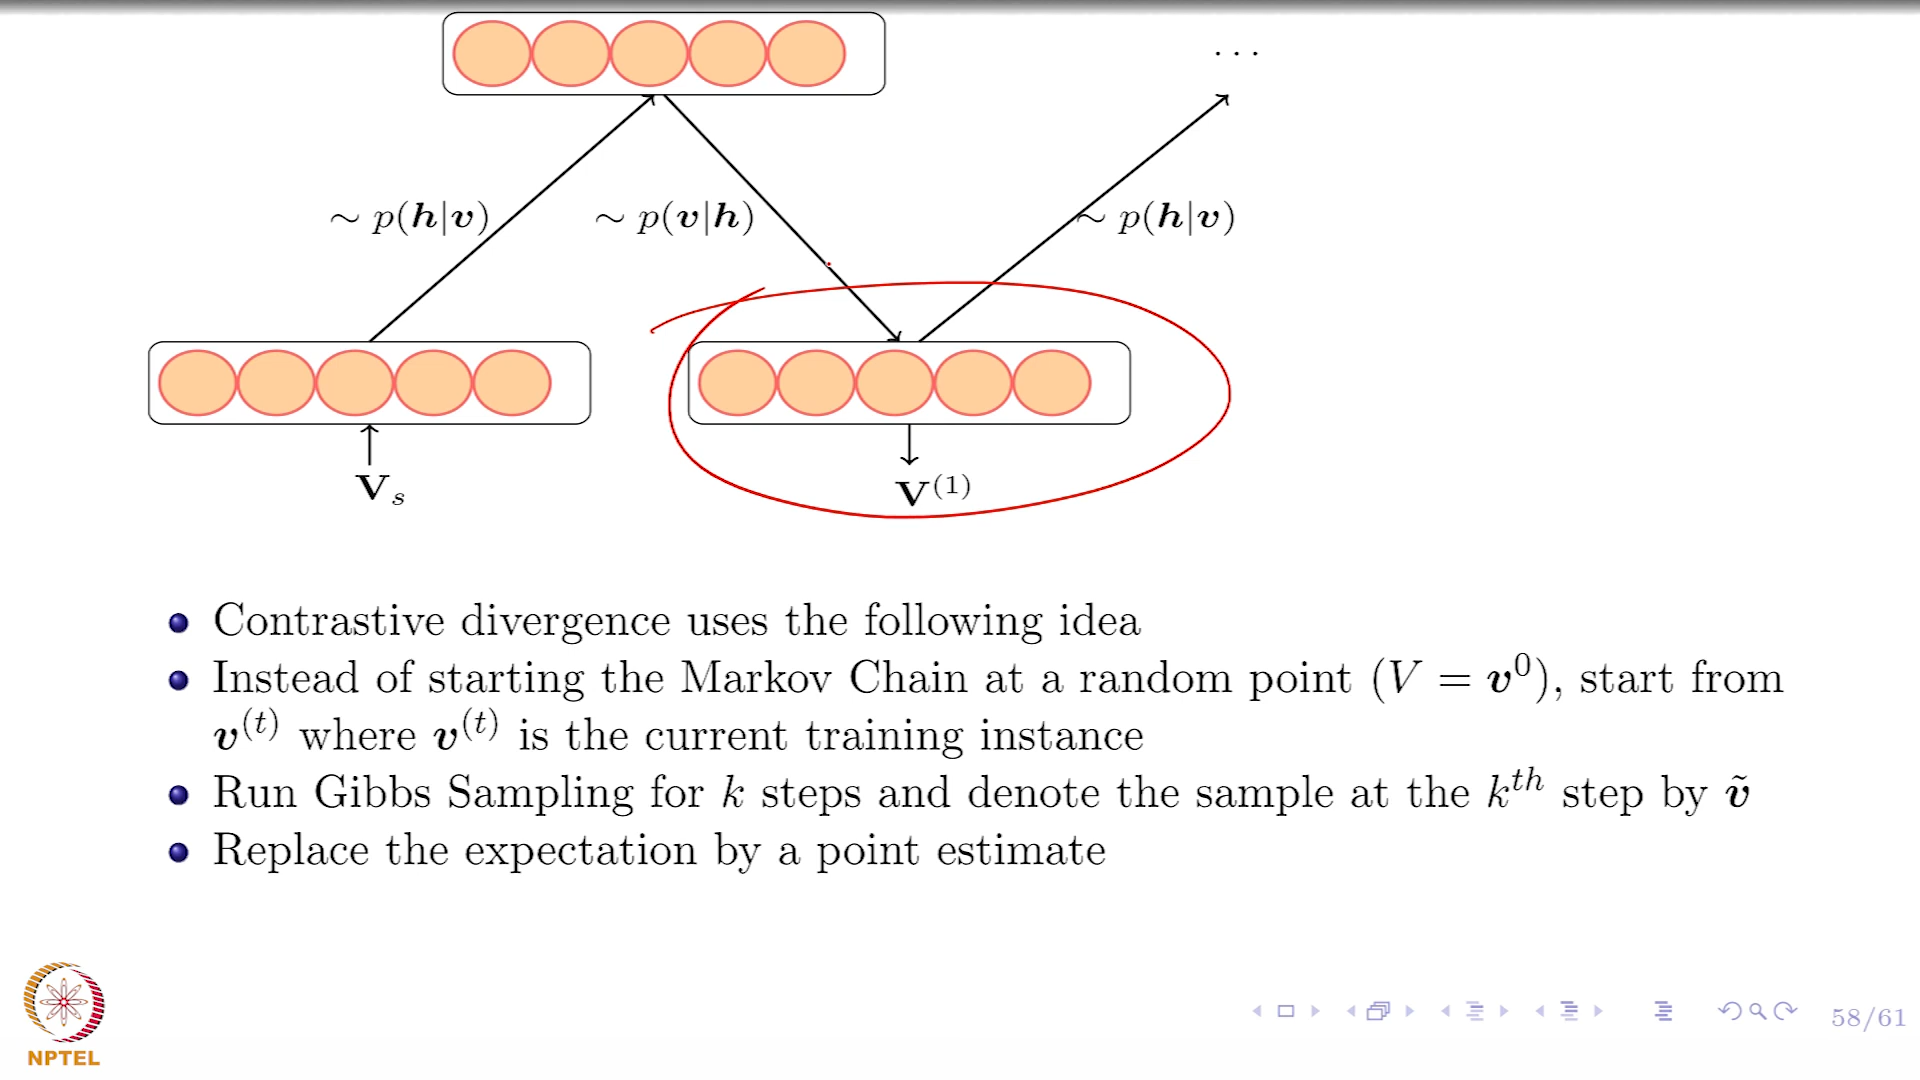 · · ·
∼ p(h|v)   ∼ p(v|h)   ∼ p(h|v)
V_s   V^(1)
Contrastive divergence uses the following idea
Instead of starting the Markov Chain at a random point (V = v^0), start from
v^(t) where v^(t) is the current training instance
Run Gibbs Sampling for k steps and denote the sample at the k^th step by ṽ
Replace the expectation by a point estimate
NPTEL
58/61